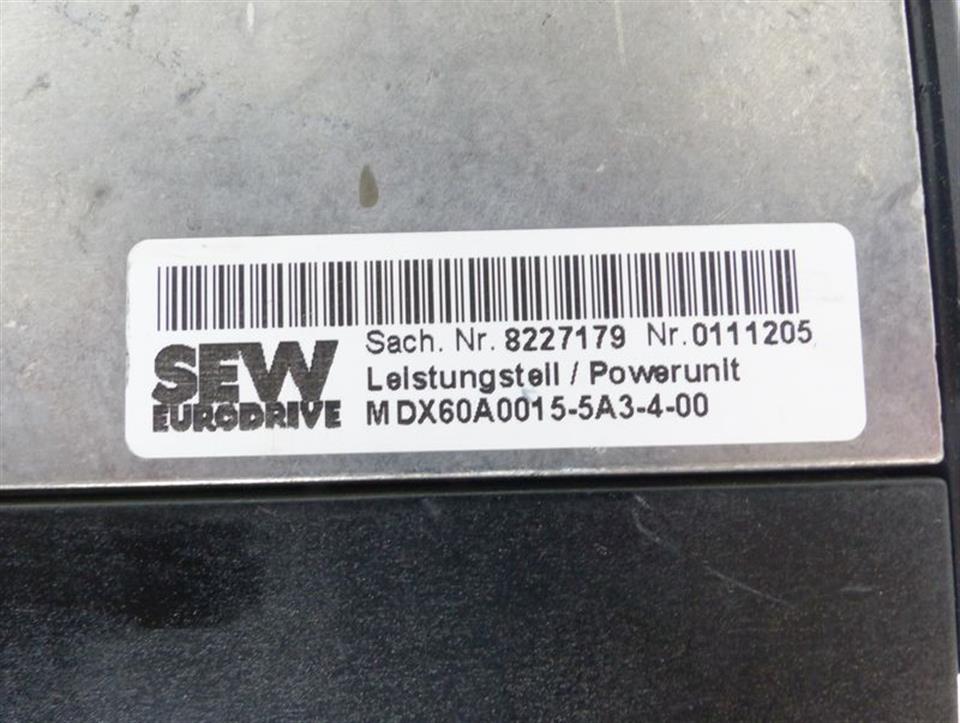 Sach. Nr. 8227179 Nr. 0111205
SEW
EURODRIVE
Leistungsteil / Powerunit
MDX60A0015-5A3-4-00